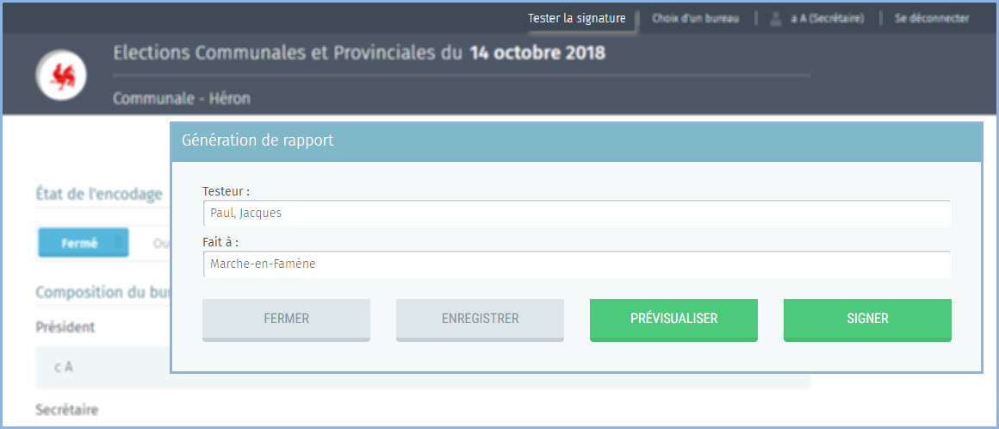 Tester la signature | Choix d'un bureau | a A (Secrétaire) | Se déconnecter
Elections Communales et Provinciales du 14 octobre 2018
Communale - Héron
Génération de rapport
État de l'encodage
Testeur :
Paul, Jacques
Fermé Ou
Fait à :
Marche-en-Famène
Composition du bu
Président
FERMER ENREGISTRER PRÉVISUALISER SIGNER
c A
Secrétaire